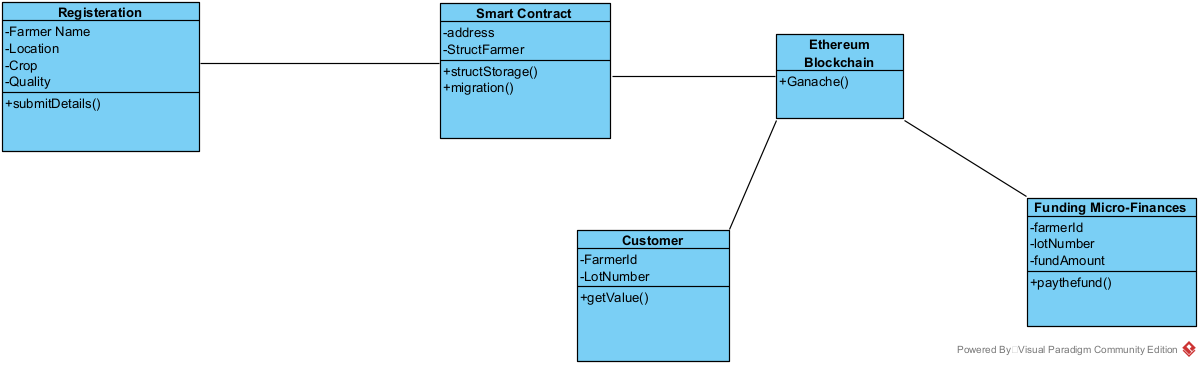 Registeration
-Farmer Name
-Location
-Crop
-Quality
+submitDetails()
Smart Contract
-address
-StructFarmer
+structStorage()
+migration()
Ethereum
Blockchain
+Ganache()
Customer
-FarmerId
-LotNumber
+getValue()
Funding Micro-Finances
-farmerId
-lotNumber
-fundAmount
+paythefund()
Powered By Visual Paradigm Community Edition